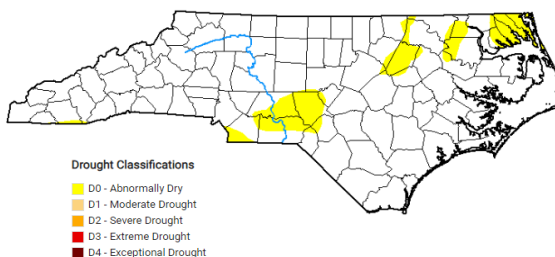 Drought Classifications
D0 - Abnormally Dry
D1 - Moderate Drought
D2 - Severe Drought
D3 - Extreme Drought
D4 - Exceptional Drought